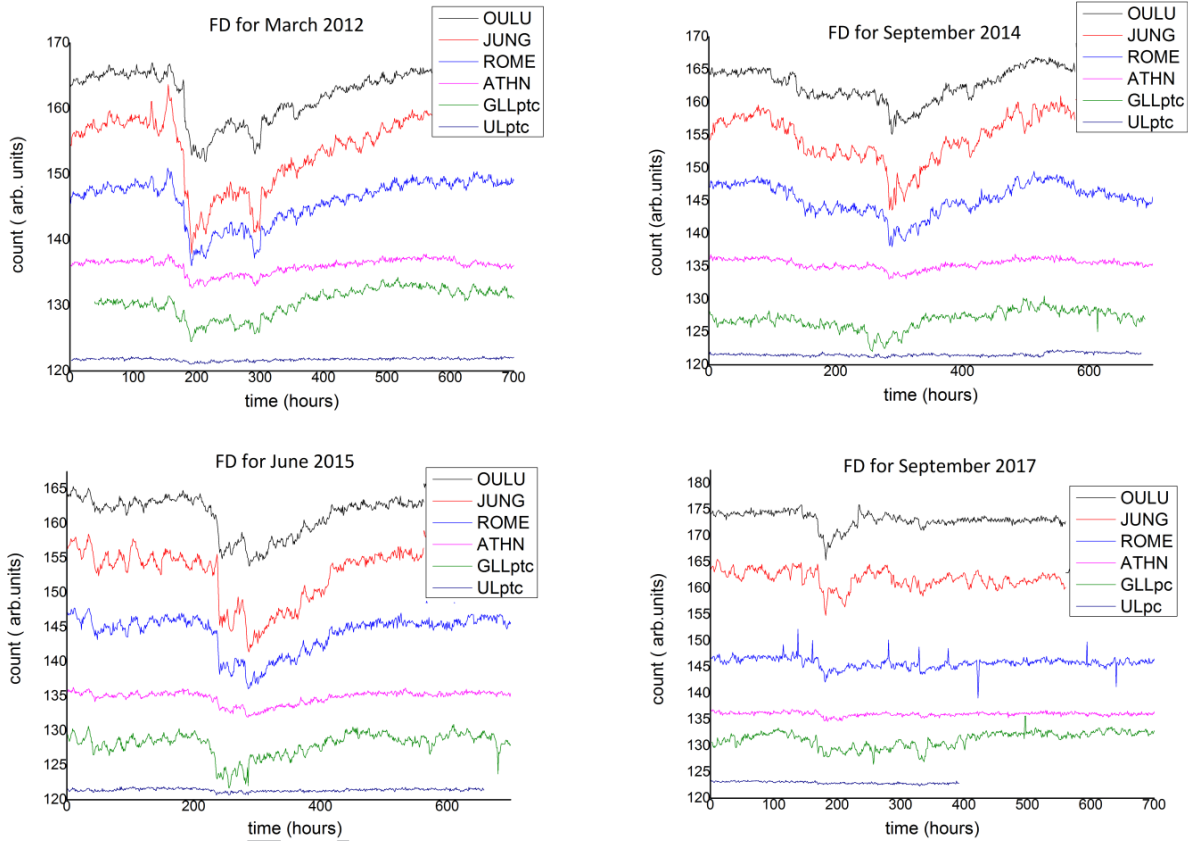 FD for March 2012
OULU
JUNG
ROME
ATHN
GLLptc
ULptc
170
160
150
140
130
120
0
100
200
300
400
500
600
700
count ( arb. units)
time (hours)
FD for September 2014
OULU
JUNG
ROME
ATHN
GLLptc
ULptc
170
165
160
155
150
145
140
135
130
125
120
0
200
400
600
count (arb.units)
time (hours)
FD for June 2015
OULU
JUNG
ROME
ATHN
GLLptc
ULptc
165
160
155
150
145
140
135
130
125
120
0
200
400
600
count ( arb.units)
time (hours)
FD for September 2017
OULU
JUNG
ROME
ATHN
GLLpc
ULpc
180
175
170
165
160
155
150
145
140
135
130
125
120
0
100
200
300
400
500
600
700
count ( arb.units)
time (hours)